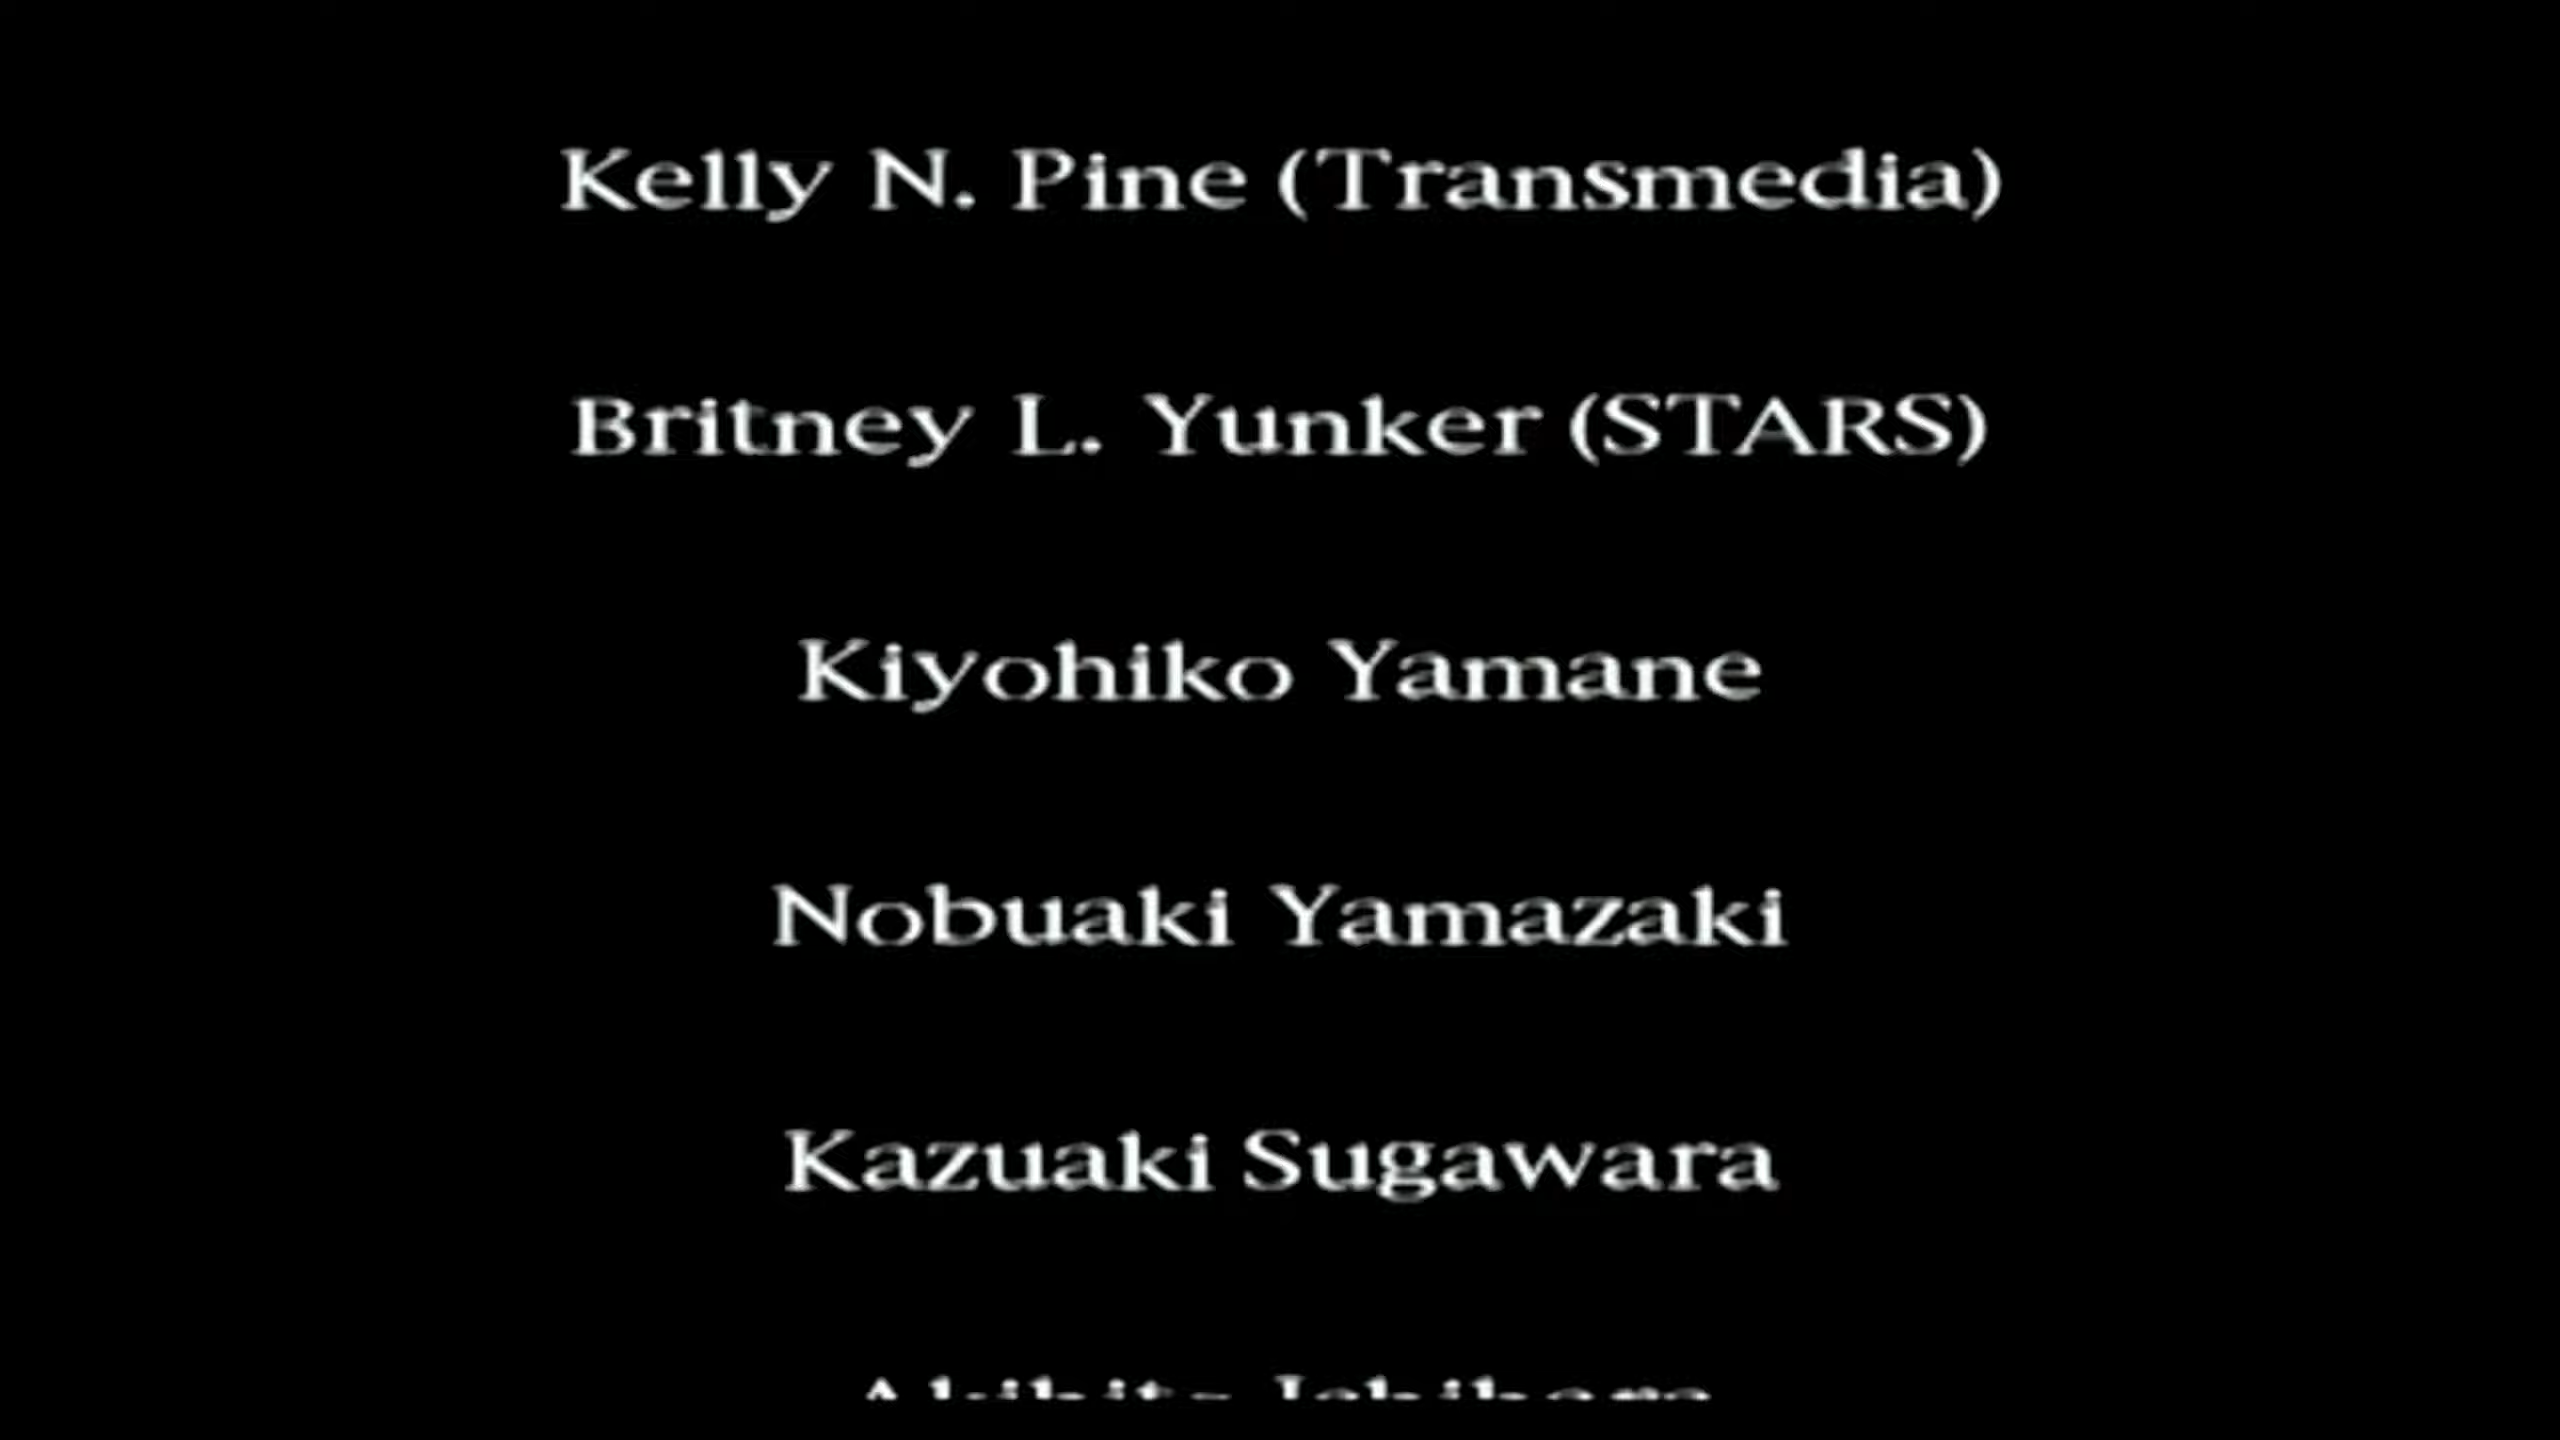 Kelly N. Pine (Transmedia)
Britney L. Yunker (STARS)
Kiyohiko Yamane
Nobuaki Yamazaki
Kazuaki Sugawara